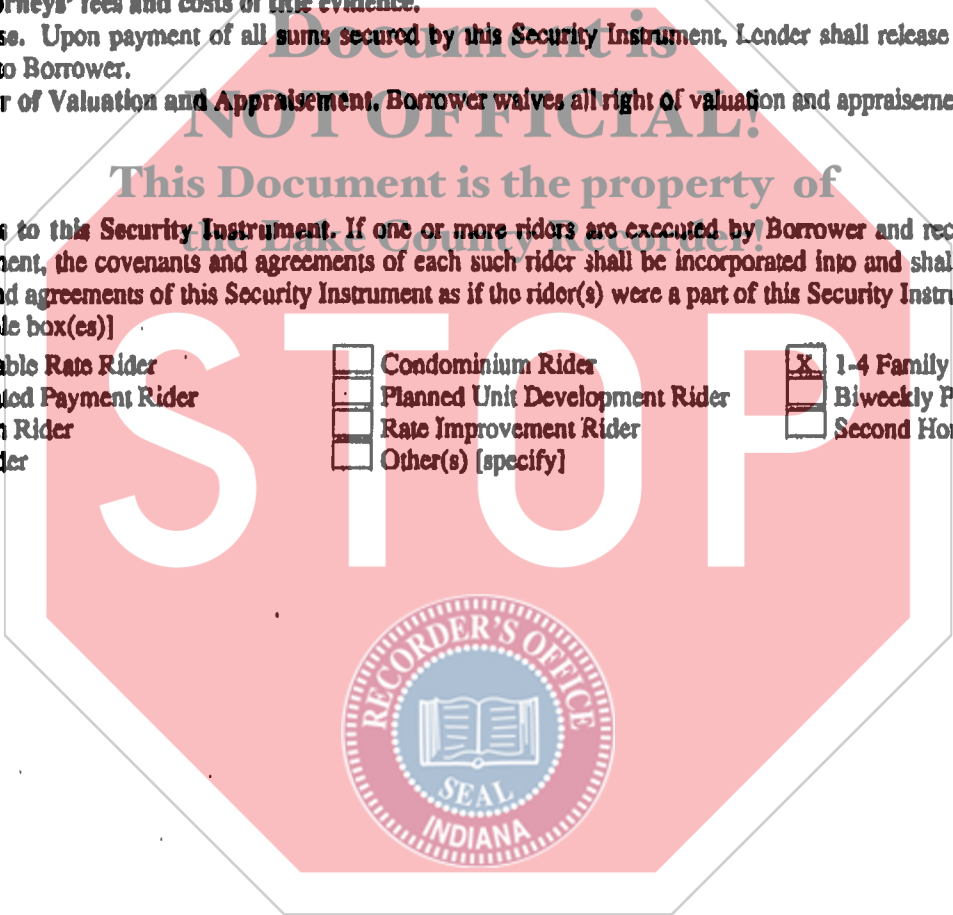 orneys' fees and costs of title evidence.
se. Upon payment of all sums secured by this Security Instrument, Lender shall release
to Borrower.
r of Valuation and Appraisement. Borrower waives all right of valuation and appraiseme
Document is
NOT OFFICIAL!
This Document is the property of
the Lake County Recorder!
to this Security Instrument. If one or more riders are executed by Borrower and rec
ent, the covenants and agreements of each such rider shall be incorporated into and shal
d agreements of this Security Instrument as if the rider(s) were a part of this Security Instru
le box(es)]
able Rate Rider Condominium Rider X 1-4 Family
ted Payment Rider Planned Unit Development Rider Biweekly P
n Rider Rate Improvement Rider Second Ho
der Other(s) [specify]
STOP
RECORDER'S OFFICE
SEAL
INDIANA